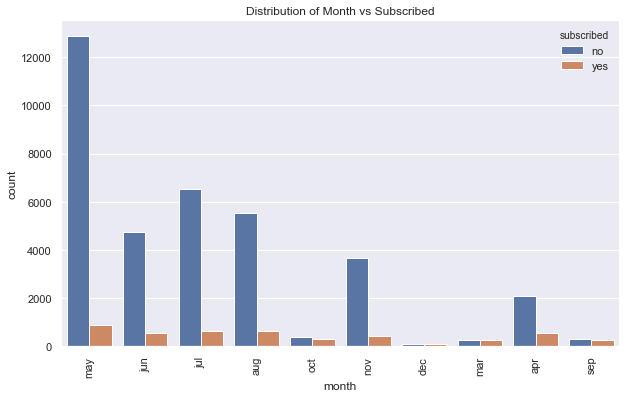 Distribution of Month vs Subscribed
subscribed
no
yes
12000
10000
8000
6000
4000
2000
0
count
may jun jul aug oct nov dec mar apr sep
month